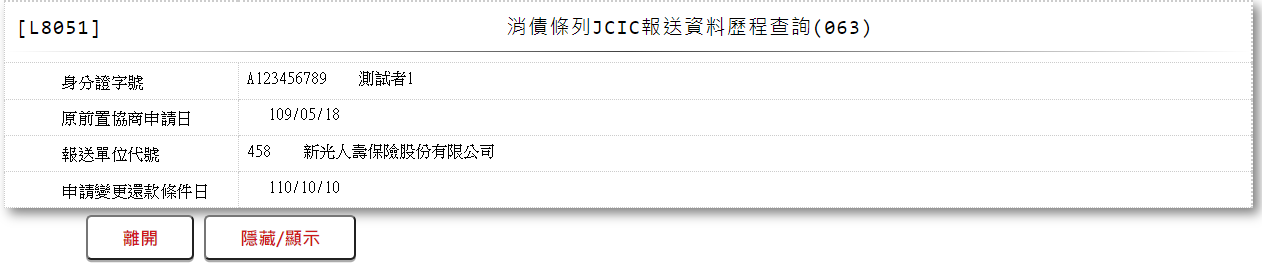 [L8051] 消債條列JCIC報送資料歷程查詢(063)
身分證字號 A123456789 測試者1
原前置協商申請日 109/05/18
報送單位代號 458 新光人壽保險股份有限公司
申請變更還款條件日 110/10/10
離開 隱藏/顯示